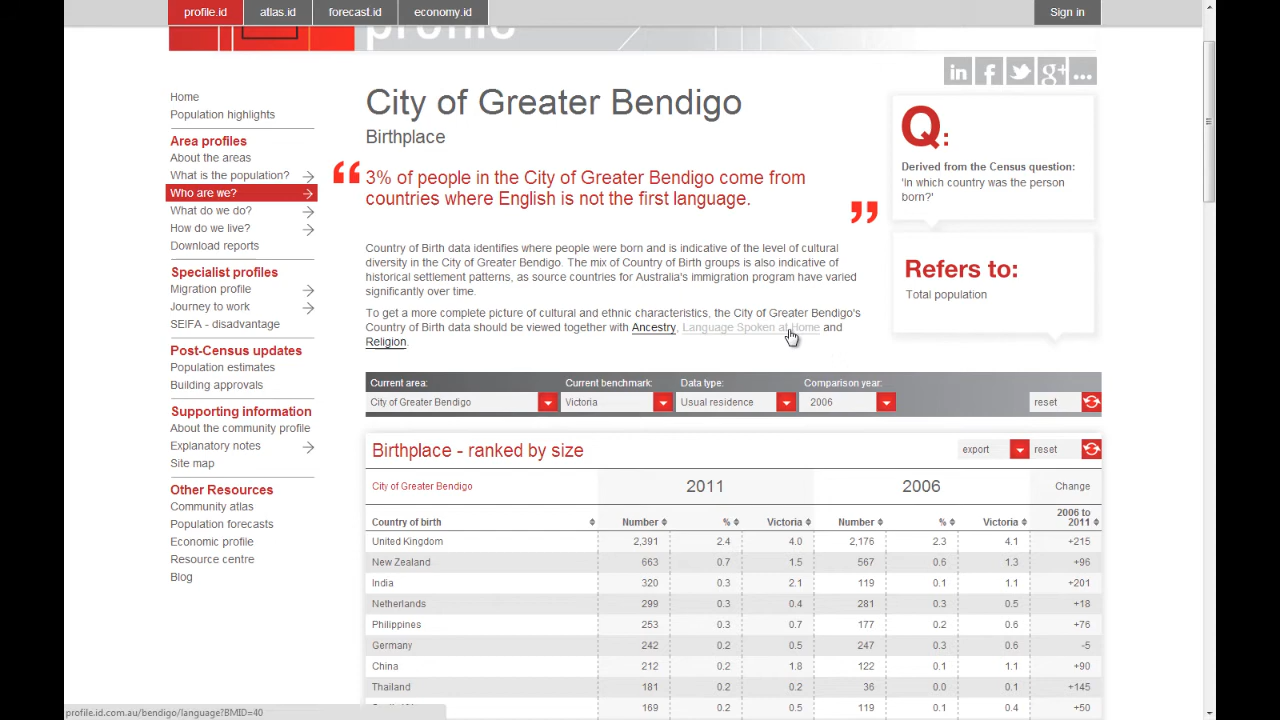 profile.id
atlas.id
forecast.id
economy.id
Sign in
profile
Home
Population highlights
Area profiles
About the areas
What is the population?
Who are we?
What do we do?
How do we live?
Download reports
Specialist profiles
Migration profile
Journey to work
SEIFA - disadvantage
Post-Census updates
Population estimates
Building approvals
Supporting information
About the community profile
Explanatory notes
Site map
Other Resources
Community atlas
Population forecasts
Economic profile
Resource centre
Blog
City of Greater Bendigo
Birthplace
“ 3% of people in the City of Greater Bendigo come from
countries where English is not the first language. ”
Country of Birth data identifies where people were born and is indicative of the level of cultural
diversity in the City of Greater Bendigo. The mix of Country of Birth groups is also indicative of
historical settlement patterns, as source countries for Australia's immigration program have varied
significantly over time.
To get a more complete picture of cultural and ethnic characteristics, the City of Greater Bendigo's
Country of Birth data should be viewed together with Ancestry, Language Spoken at Home and
Religion.
in f g+ ...
Q:
Derived from the Census question:
'In which country was the person
born?'
Refers to:
Total population
Current area: Current benchmark: Data type: Comparison year:
City of Greater Bendigo Victoria Usual residence 2006 reset
Birthplace - ranked by size export reset
City of Greater Bendigo 2011 2006 Change
Country of birth Number % Victoria Number % Victoria 2006 to 2011
United Kingdom 2,391 2.4 4.0 2,176 2.3 4.1 +215
New Zealand 663 0.7 1.5 567 0.6 1.3 +96
India 320 0.3 2.1 119 0.1 1.1 +201
Netherlands 299 0.3 0.4 281 0.3 0.5 +18
Philippines 253 0.3 0.7 177 0.2 0.6 +76
Germany 242 0.2 0.5 247 0.3 0.6 -5
China 212 0.2 1.8 122 0.1 1.1 +90
Thailand 181 0.2 0.2 36 0.0 0.1 +145
169 0.2 0.5 119 0.1 0.4 +50
profile.id.com.au/bendigo/language?BMID=40